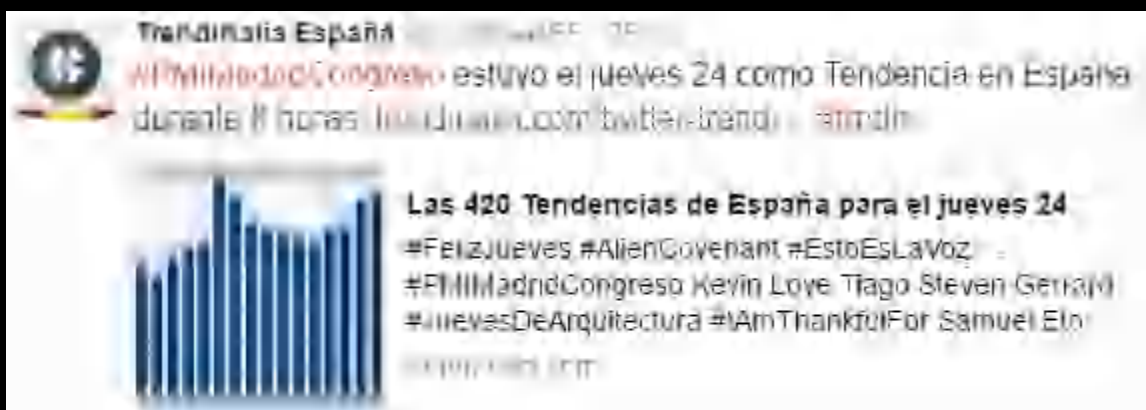 Trendinalia España
#PMIMadridCongreso estuvo el jueves 24 como Tendencia en España
durante horas
Las 420 Tendencias de España para el jueves 24
#FelizJueves #AlienCovenant #EstoEsLaVoz
#PMIMadridCongreso Kevin Love Tiago Steven Gerrard
#JuevesDeArquitectura #IAmThankfulFor Samuel Eto